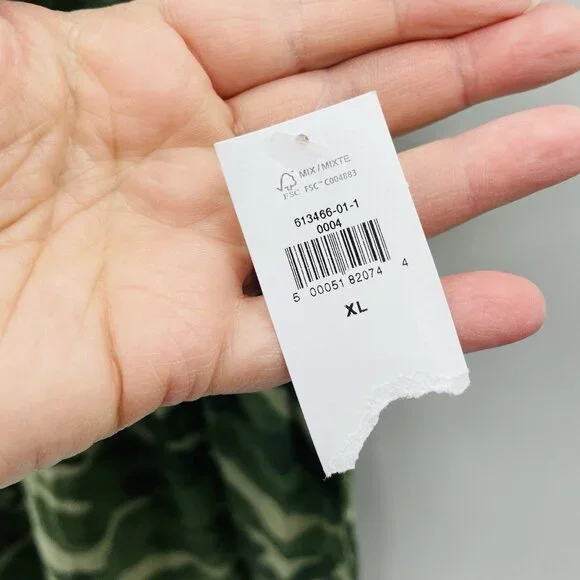 MIX/MIXTE
FSC FSC™ C004883
613466-01-1
0004
5 00051 82074 4
XL